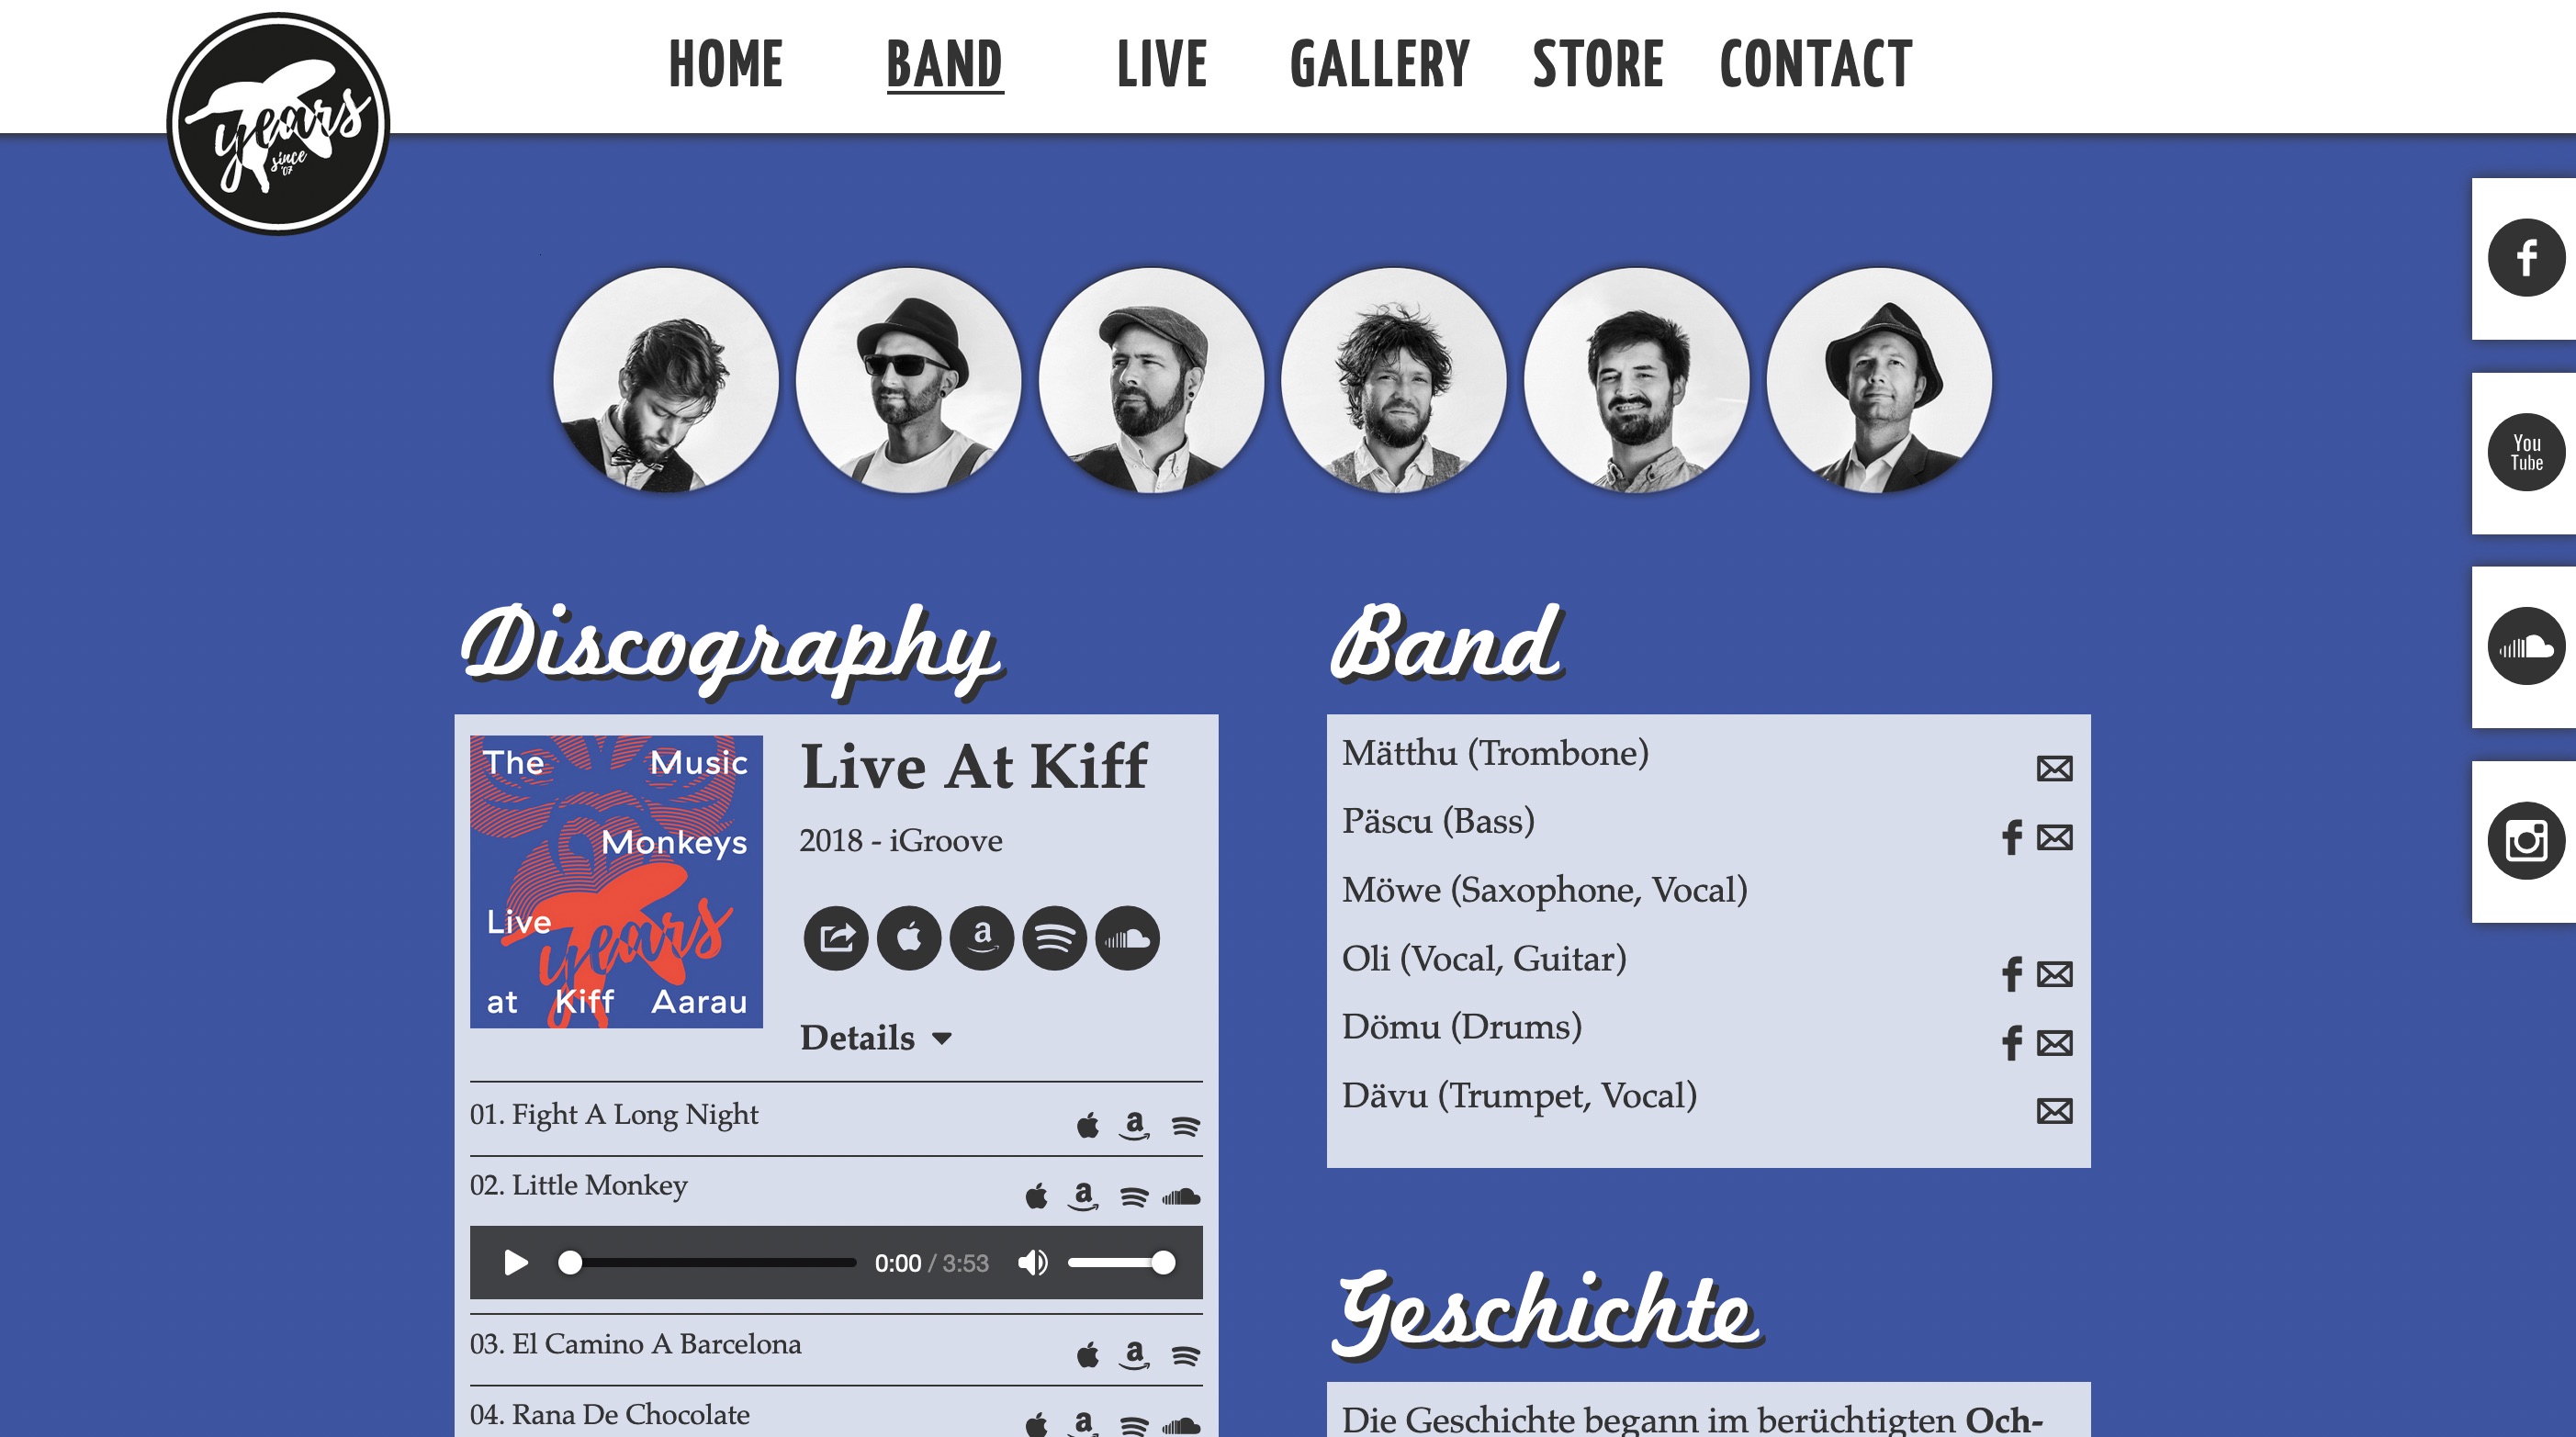 HOME BAND LIVE GALLERY STORE CONTACT
years
since
'07
You
Tube
Discography
The Music
Monkeys
Live
years
at Kiff Aarau
Live At Kiff
2018 - iGroove
Details
01. Fight A Long Night
02. Little Monkey
0:00 / 3:53
03. El Camino A Barcelona
04. Rana De Chocolate
Band
Mätthu (Trombone)
Päscu (Bass)
Möwe (Saxophone, Vocal)
Oli (Vocal, Guitar)
Dömu (Drums)
Dävu (Trumpet, Vocal)
Geschichte
Die Geschichte begann im berüchtigten Och-